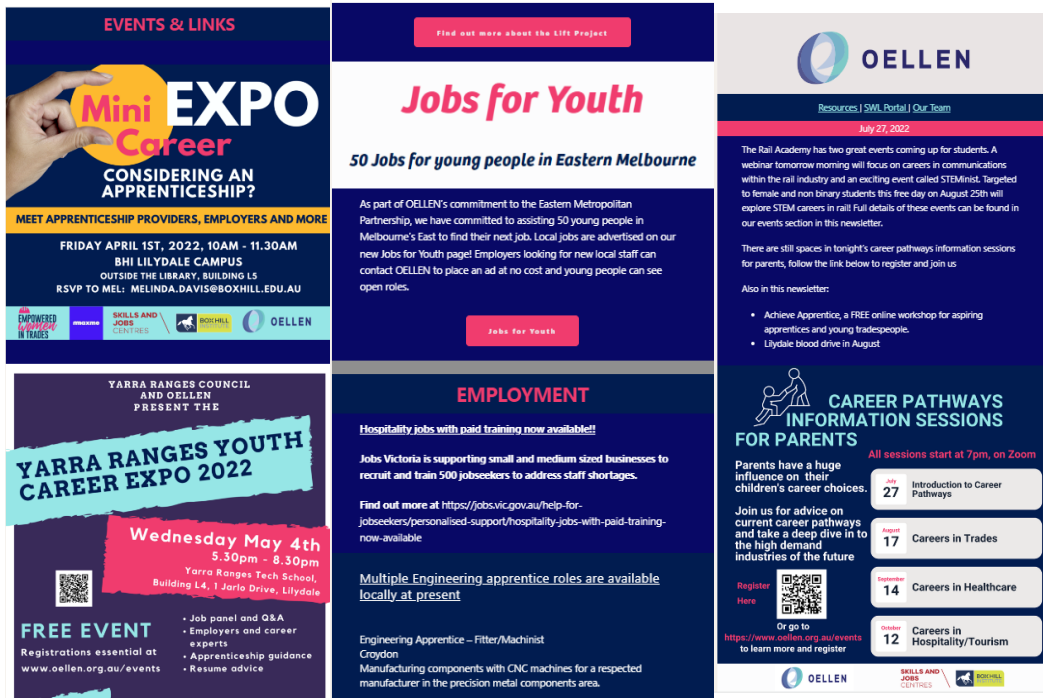 EVENTS & LINKS
Mini EXPO
Career
CONSIDERING AN
APPRENTICESHIP?
MEET APPRENTICESHIP PROVIDERS, EMPLOYERS AND MORE
FRIDAY APRIL 1ST, 2022, 10AM - 11.30AM
BHI LILYDALE CAMPUS
OUTSIDE THE LIBRARY, BUILDING L5
RSVP TO MEL: MELINDA.DAVIS@BOXHILL.EDU.AU
EMPOWERED
Women
IN TRADES
maxme
SKILLS AND
JOBS
CENTRES
BOX HILL
INSTITUTE
OELLEN
YARRA RANGES COUNCIL
AND OELLEN
PRESENT THE
YARRA RANGES YOUTH
CAREER EXPO 2022
Wednesday May 4th
5.30pm - 8.30pm
Yarra Ranges Tech School,
Building L4, 1 Jarlo Drive, Lilydale
FREE EVENT
Registrations essential at
www.oellen.org.au/events
• Job panel and Q&A
• Employers and career
experts
• Apprenticeship guidance
• Resume advice
Find out more about the Lift Project
Jobs for Youth
50 Jobs for young people in Eastern Melbourne
As part of OELLEN's commitment to the Eastern Metropolitan
Partnership, we have committed to assisting 50 young people in
Melbourne's East to find their next job. Local jobs are advertised on our
new Jobs for Youth page! Employers looking for new local staff can
contact OELLEN to place an ad at no cost and young people can see
open roles.
Jobs for Youth
EMPLOYMENT
Hospitality jobs with paid training now available!!
Jobs Victoria is supporting small and medium sized businesses to
recruit and train 500 jobseekers to address staff shortages.
Find out more at https://jobs.vic.gov.au/help-for-
jobseekers/personalised-support/hospitality-jobs-with-paid-training-
now-available
Multiple Engineering apprentice roles are available
locally at present
Engineering Apprentice – Fitter/Machinist
Croydon
Manufacturing components with CNC machines for a respected
manufacturer in the precision metal components area.
OELLEN
Resources | SWL Portal | Our Team
July 27, 2022
The Rail Academy has two great events coming up for students. A
webinar tomorrow morning will focus on careers in communications
within the rail industry and an exciting event called STEMinist. Targeted
to female and non binary students this free day on August 25th will
explore STEM careers in rail! Full details of these events can be found in
our events section in this newsletter.
There are still spaces in tonight's career pathways information sessions
for parents, follow the link below to register and join us
Also in this newsletter:
• Achieve Apprentice, a FREE online workshop for aspiring
apprentices and young tradespeople.
• Lilydale blood drive in August
CAREER PATHWAYS
INFORMATION SESSIONS
FOR PARENTS
All sessions start at 7pm, on Zoom
Parents have a huge
influence on their
children's career choices.
Join us for advice on
current career pathways
and take a deep dive in to
the high demand
industries of the future
Register
Here
Or go to
https://www.oellen.org.au/events
to learn more and register
July
27
Introduction to Career
Pathways
August
17
Careers in Trades
September
14
Careers in Healthcare
October
12
Careers in
Hospitality/Tourism
OELLEN
SKILLS AND
JOBS
CENTRES
BOX HILL
INSTITUTE